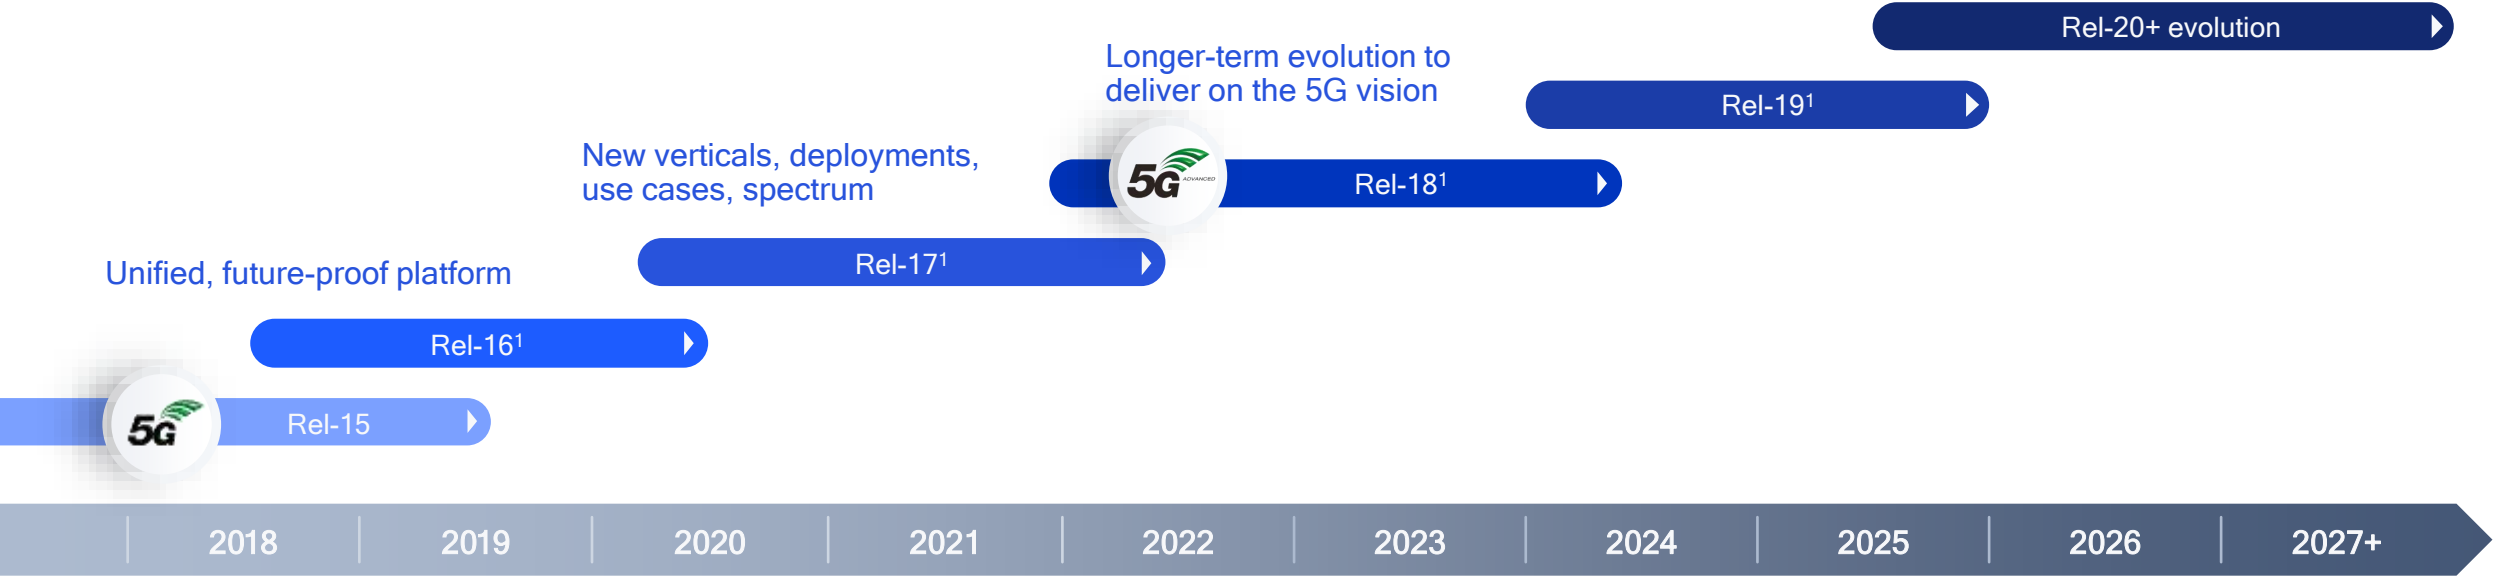 Rel-20+ evolution
Longer-term evolution to
deliver on the 5G vision
Rel-19¹
New verticals, deployments,
use cases, spectrum
5G ADVANCED
Rel-18¹
Unified, future-proof platform
Rel-17¹
Rel-16¹
5G
Rel-15
2018 2019 2020 2021 2022 2023 2024 2025 2026 2027+